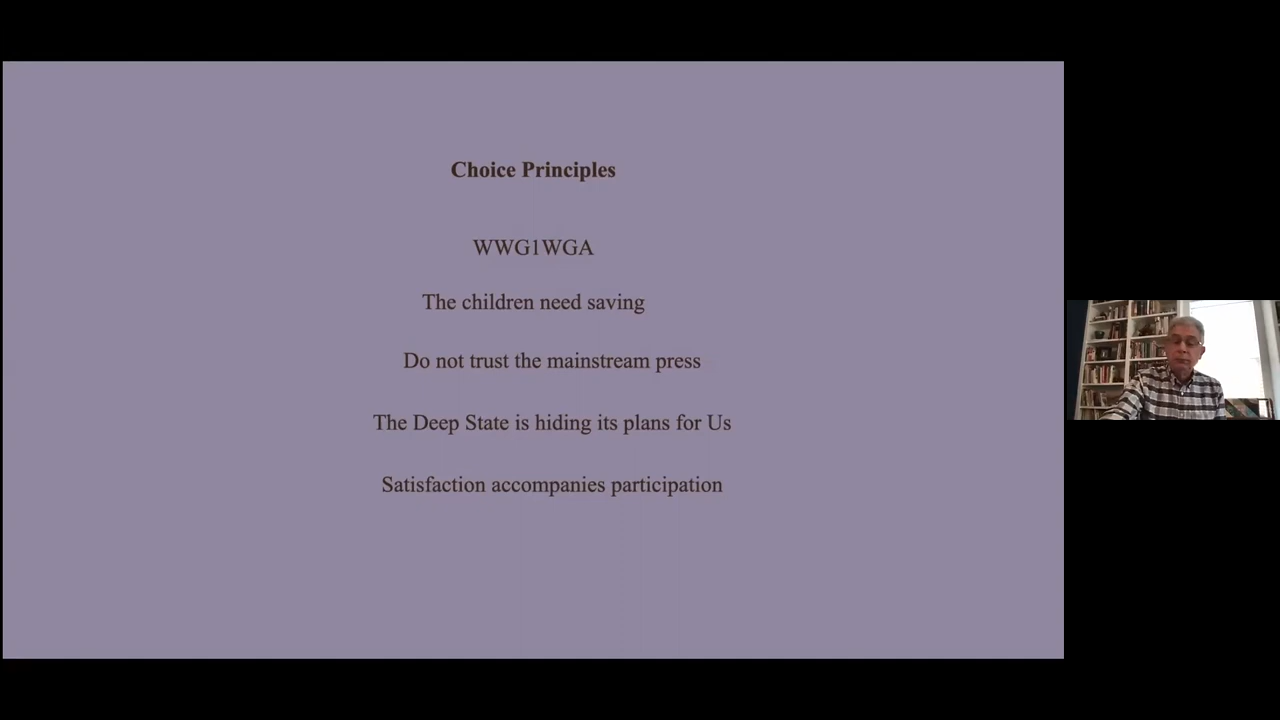 Choice Principles
WWG1WGA
The children need saving
Do not trust the mainstream press
The Deep State is hiding its plans for Us
Satisfaction accompanies participation